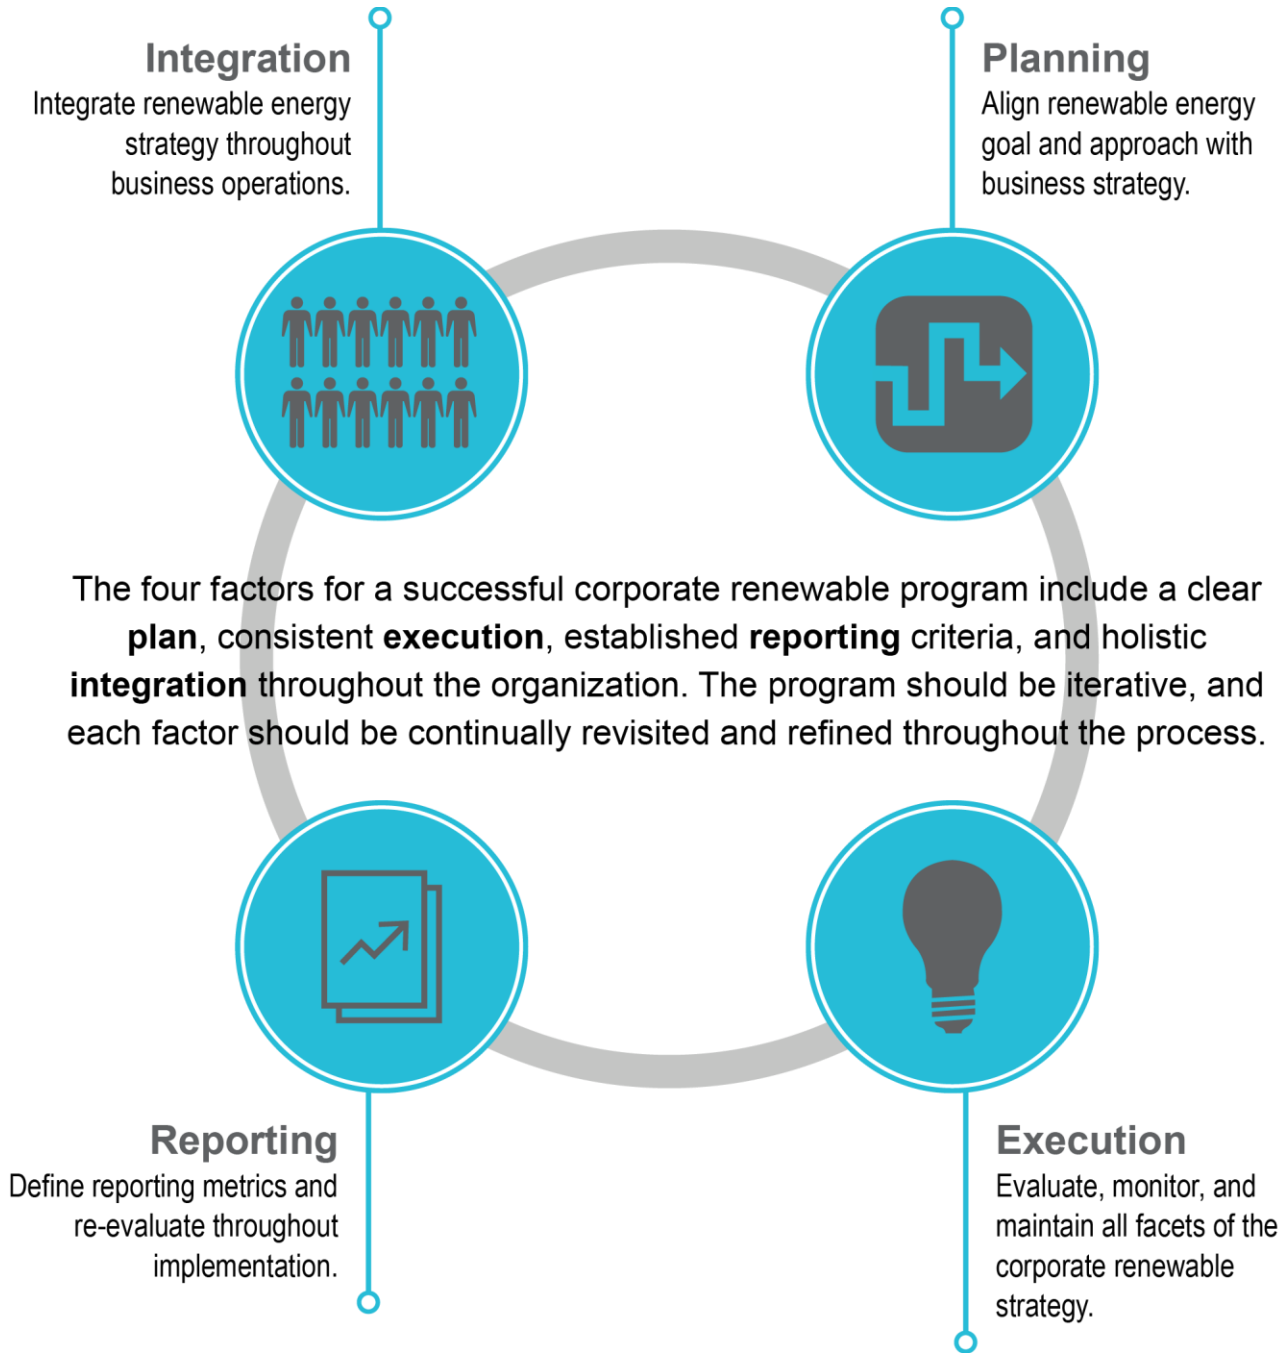 Integration
Integrate renewable energy
strategy throughout
business operations.
Planning
Align renewable energy
goal and approach with
business strategy.
The four factors for a successful corporate renewable program include a clear
plan, consistent execution, established reporting criteria, and holistic
integration throughout the organization. The program should be iterative, and
each factor should be continually revisited and refined throughout the process.
Reporting
Define reporting metrics and
re-evaluate throughout
implementation.
Execution
Evaluate, monitor, and
maintain all facets of the
corporate renewable
strategy.